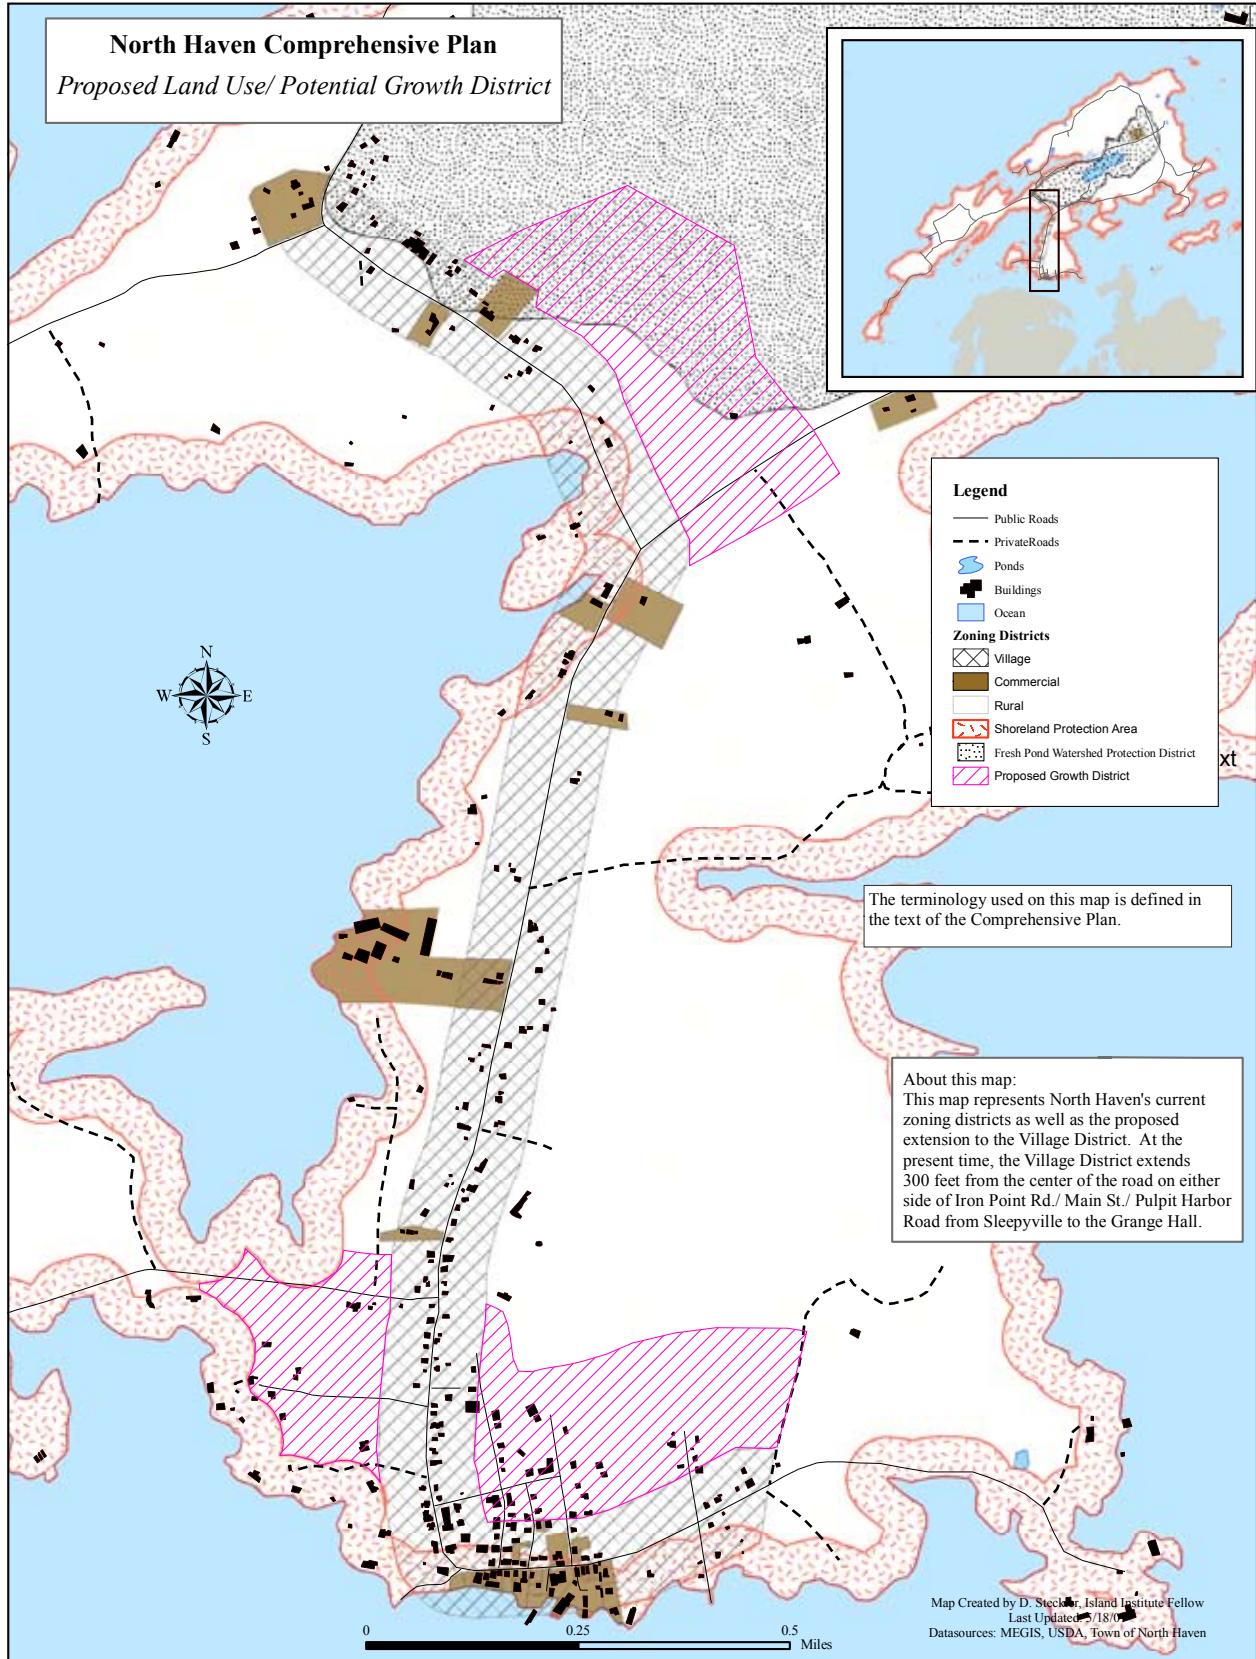 North Haven Comprehensive Plan
Proposed Land Use/ Potential Growth District
N
W
E
S
Legend
Public Roads
PrivateRoads
Ponds
Buildings
Ocean
Zoning Districts
Village
Commercial
Rural
Shoreland Protection Area
Fresh Pond Watershed Protection District
Proposed Growth District
xt
The terminology used on this map is defined in
the text of the Comprehensive Plan.
About this map:
This map represents North Haven's current
zoning districts as well as the proposed
extension to the Village District. At the
present time, the Village District extends
300 feet from the center of the road on either
side of Iron Point Rd./ Main St./ Pulpit Harbor
Road from Sleepyville to the Grange Hall.
Map Created by D. Island Institute Fellow
Last Updated:
Datasources: MEGIS, USDA, Town of North Haven
0 0.25 0.5
Miles